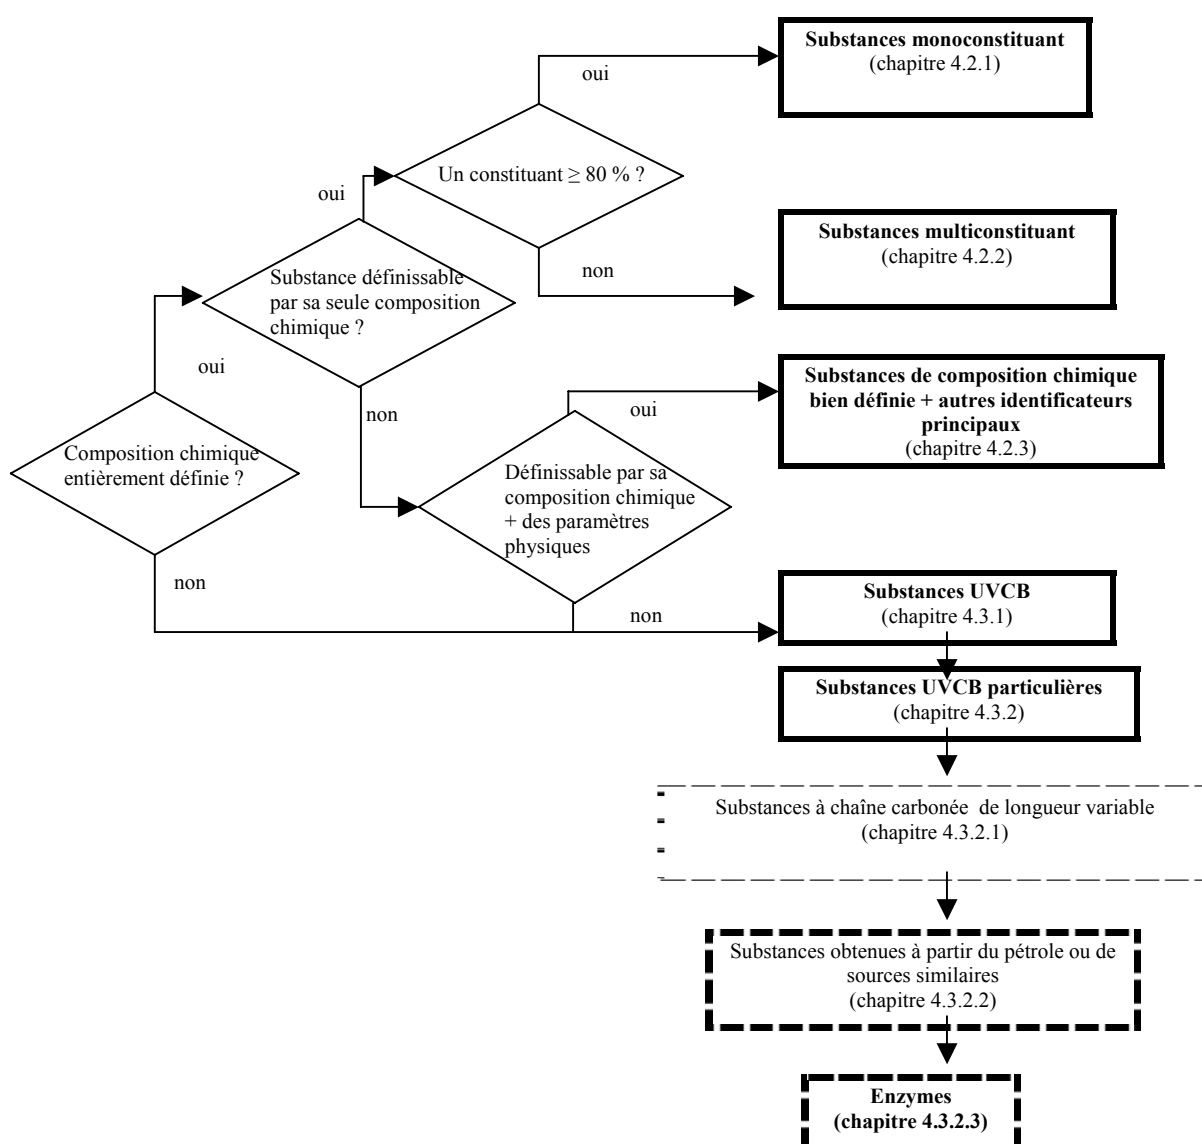 Substances monoconstituant
(chapitre 4.2.1)
oui
Un constituant ≥ 80 % ?
oui
Substances multiconstituant
(chapitre 4.2.2)
non
Substance définissable
par sa seule composition
chimique ?
oui
Substances de composition chimique
bien définie + autres identificateurs
principaux
(chapitre 4.2.3)
oui
non
Composition chimique
entièrement définie ?
Définissable par sa
composition chimique
+ des paramètres
physiques
non
Substances UVCB
(chapitre 4.3.1)
non
Substances UVCB particulières
(chapitre 4.3.2)
Substances à chaîne carbonée de longueur variable
(chapitre 4.3.2.1)
Substances obtenues à partir du pétrole ou de
sources similaires
(chapitre 4.3.2.2)
Enzymes
(chapitre 4.3.2.3)